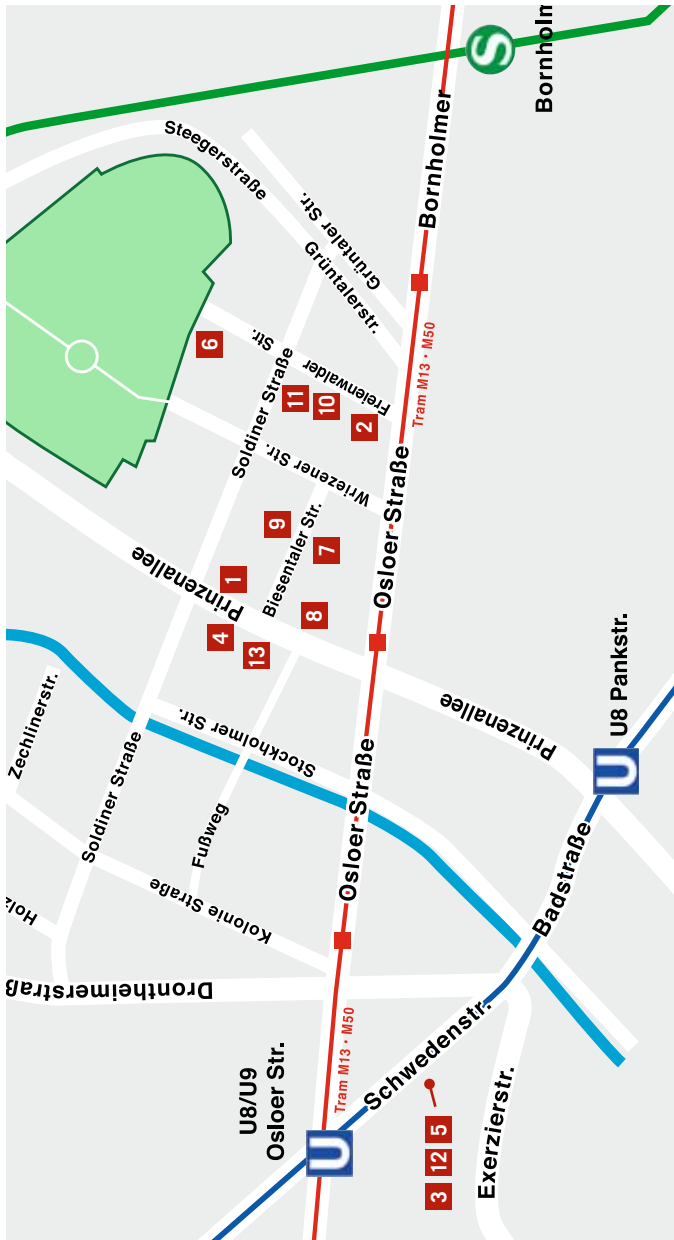 U8/U9
Osloer Str.
U
Tram M13 • M50
3
12
5
Exerzierstr.
Schwedenstr.
Drontheimerstraß
Holz
Kolonie Straße
Fußweg
Zechlinerstr.
Soldiner Straße
Stockholmer Str.
Osloer Straße
Badstraße
U
U8 Pankstr.
Prinzenallee
Prinzenallee
4
13
1
8
7
9
Biesentaler Str.
Wriezener Str.
Soldiner Straße
Osloer Straße
2
10
11
6
Freienwalder
Str.
Tram M13 • M50
Grüntalerstr.
Grüntaler Str.
Steegerstraße
Bornholmer
S
Bornholm